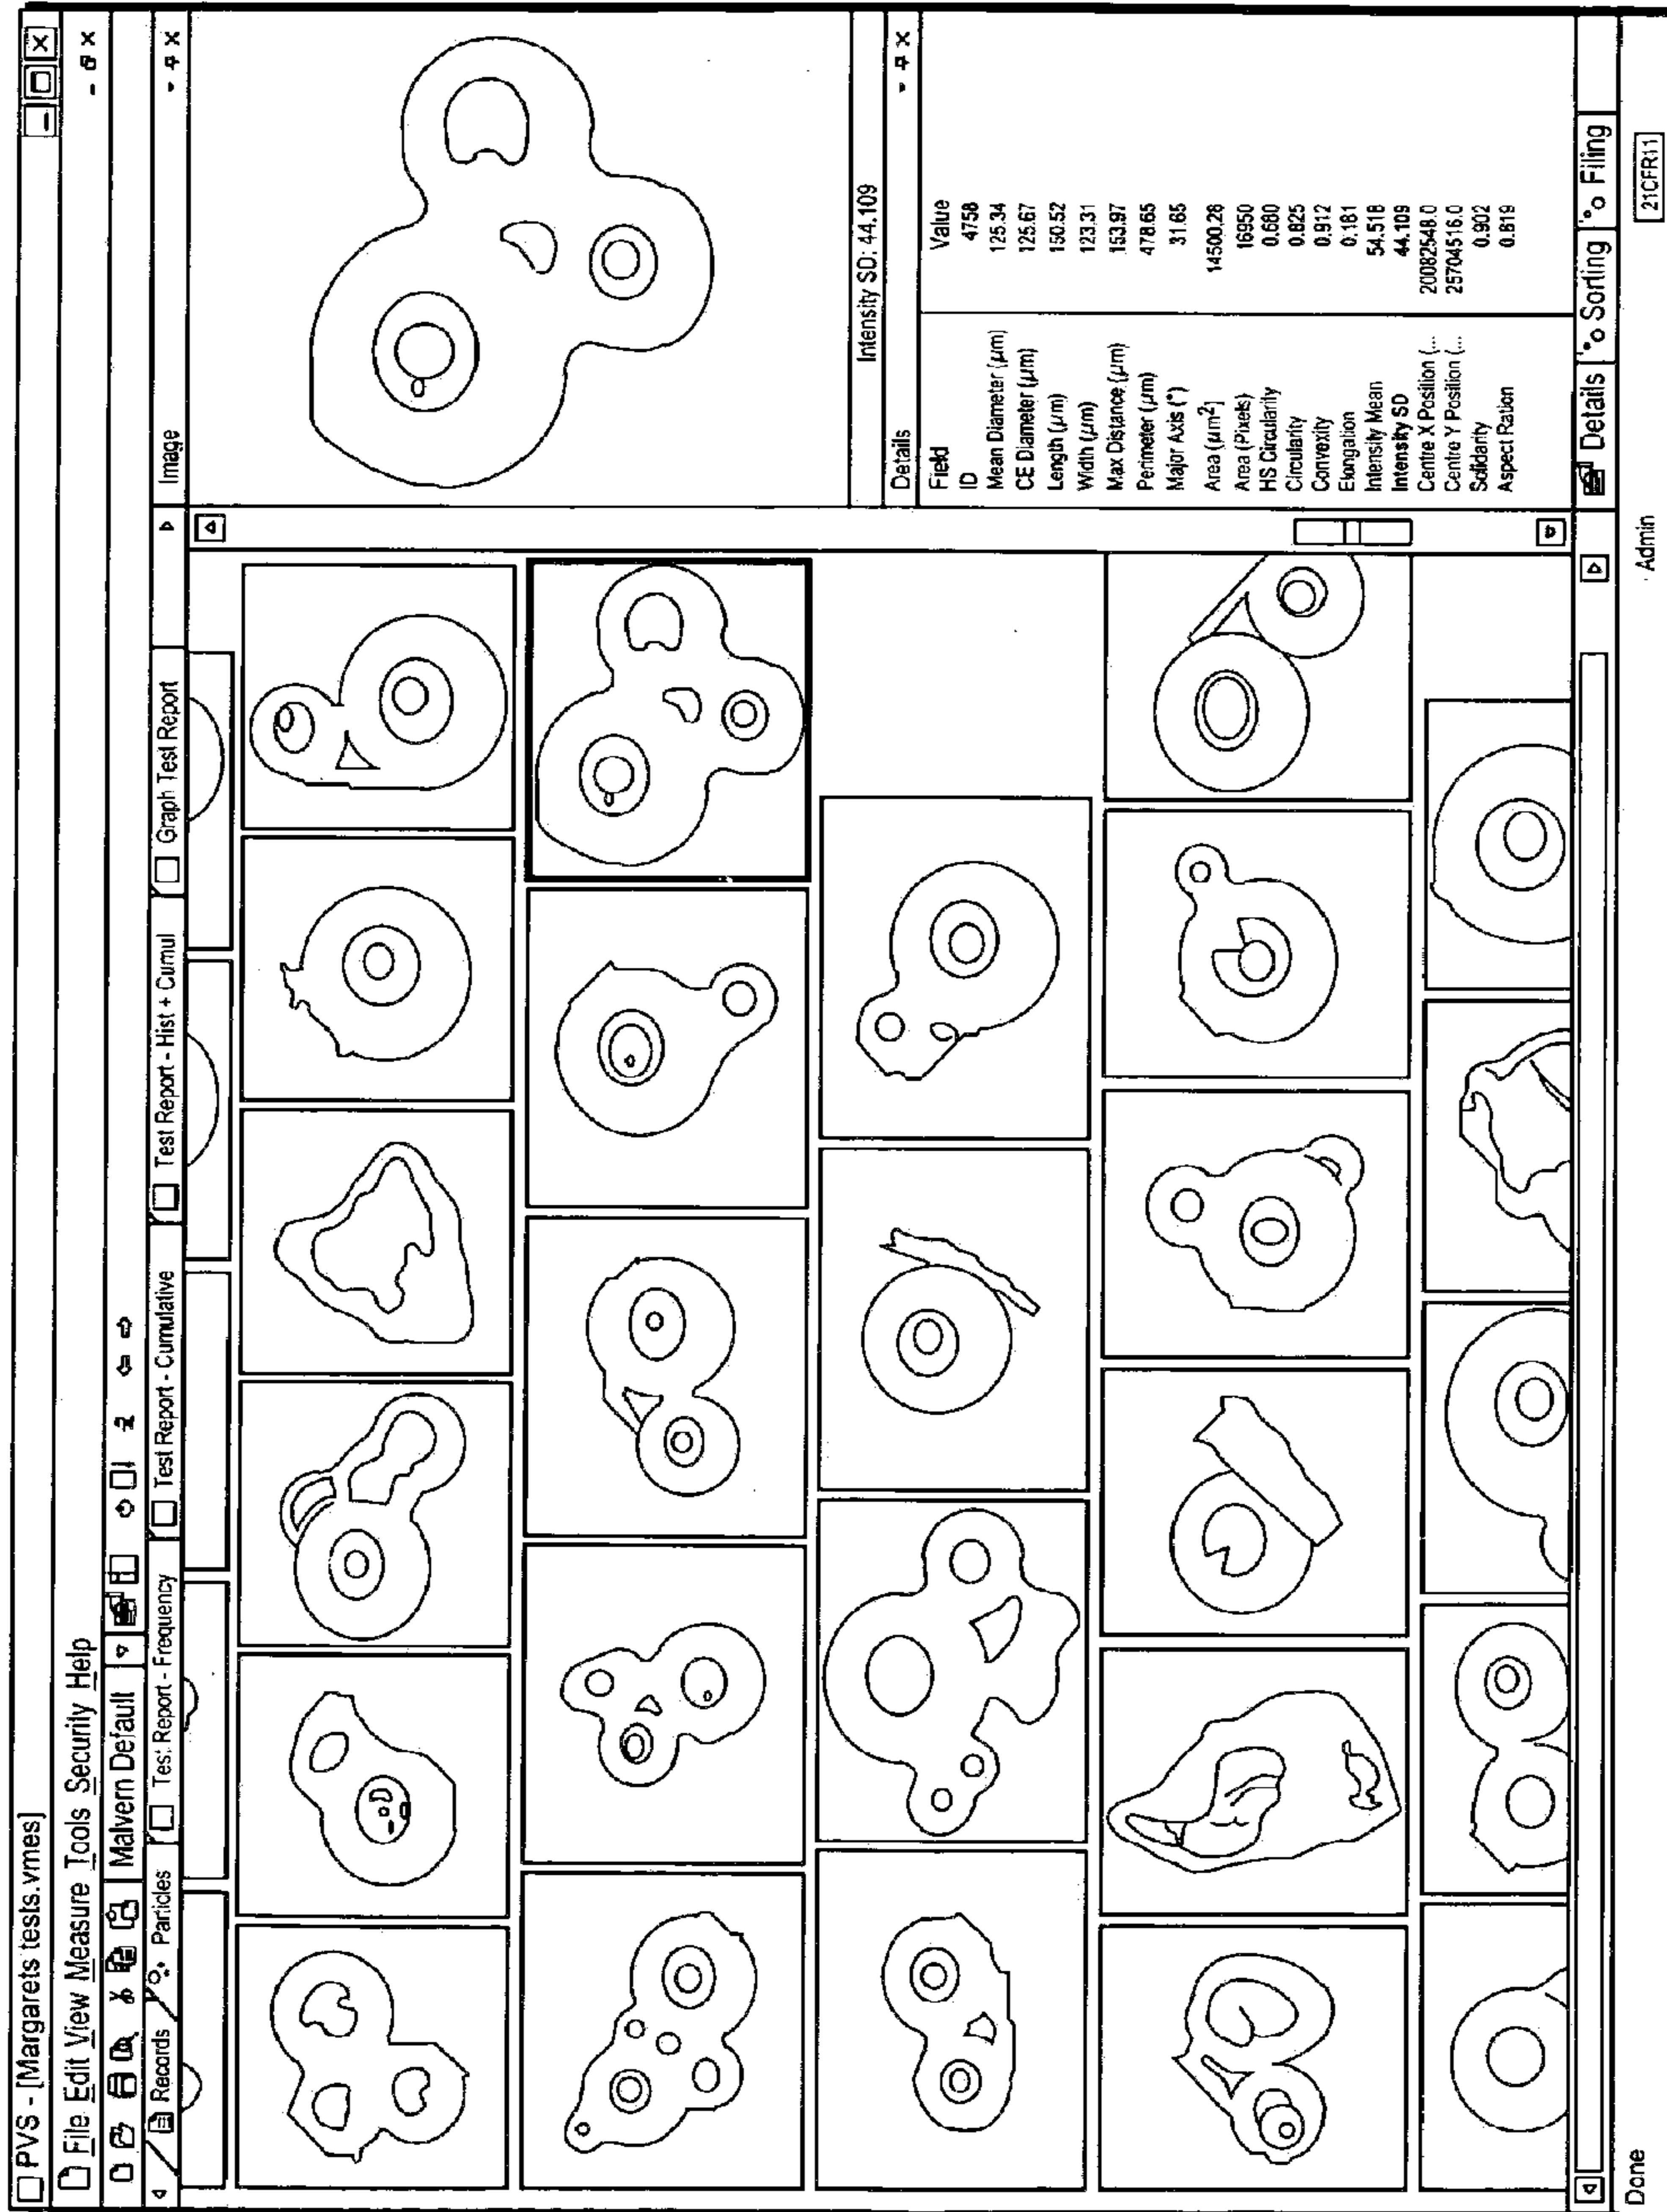 PVS - [Margarets tests.vmes]
File Edit View Measure Tools Security Help
Malvern Default
Records
Particles
Test Report - Frequency
Test Report - Cumulative
Test Report - Hist + Cumul
Graph Test Report
Image
Intensity SD: 44.109
Details
Field Value
ID 4758
Mean Diameter (µm) 125.34
CE Diameter (µm) 125.67
Length (µm) 150.52
Width (µm) 123.31
Max Distance (µm) 153.97
Perimeter (µm) 478.65
Major Axis (°) 31.65
Area (µm²] 14500.26
Area (Pixels) 16950
HS Circularity 0.680
Circularity 0.825
Convexity 0.912
Elongation 0.181
Intensity Mean 54.518
Intensity SD 44.109
Centre X Position (... 200825480
Centre Y Position (... 257045160
Solidarity 0.902
Aspect Ration 0.819
Details Sorting Filing
Done Admin 21CFR11